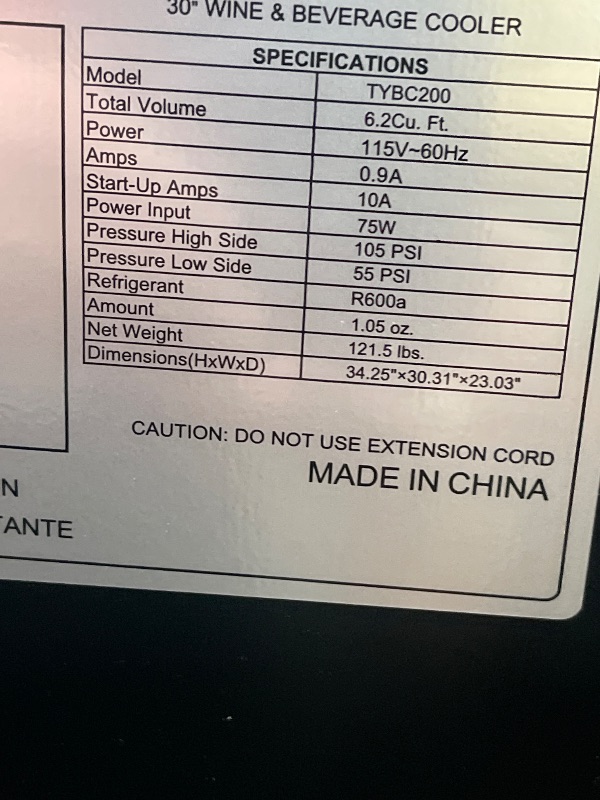 30" WINE & BEVERAGE COOLER
SPECIFICATIONS
Model TYBC200
Total Volume 6.2Cu. Ft.
Power 115V~60Hz
Amps 0.9A
Start-Up Amps 10A
Power Input 75W
Pressure High Side 105 PSI
Pressure Low Side 55 PSI
Refrigerant R600a
Amount 1.05 oz.
Net Weight 121.5 lbs.
Dimensions(HxWxD) 34.25"×30.31"×23.03"
CAUTION: DO NOT USE EXTENSION CORD
MADE IN CHINA
N
TANTE